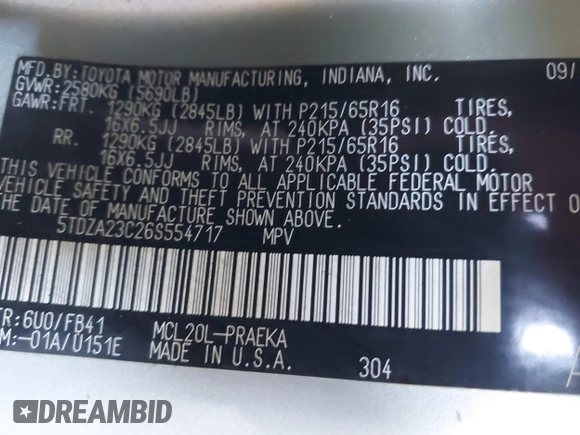 MFD.BY:TOYOTA MOTOR MANUFACTURING, INDIANA, INC. 09/
GVWR:2580KG (5690LB)
GAWR:FRT. 1290KG (2845LB) WITH P215/65R16 TIRES,
16X6.5JJ RIMS, AT 240KPA (35PSI) COLD.
RR. 1290KG (2845LB) WITH P215/65R16 TIRES,
16X6.5JJ RIMS, AT 240KPA (35PSI) COLD.
THIS VEHICLE CONFORMS TO ALL APPLICABLE FEDERAL MOTOR
VEHICLE SAFETY AND THEFT PREVENTION STANDARDS IN EFFECT O
THE DATE OF MANUFACTURE SHOWN ABOVE.
5TDZA23C26S554717 MPV
TR:6U0/FB41 MCL20L-PRAEKA
M:-01A/U151E MADE IN U.S.A. 304 A
DREAMBID